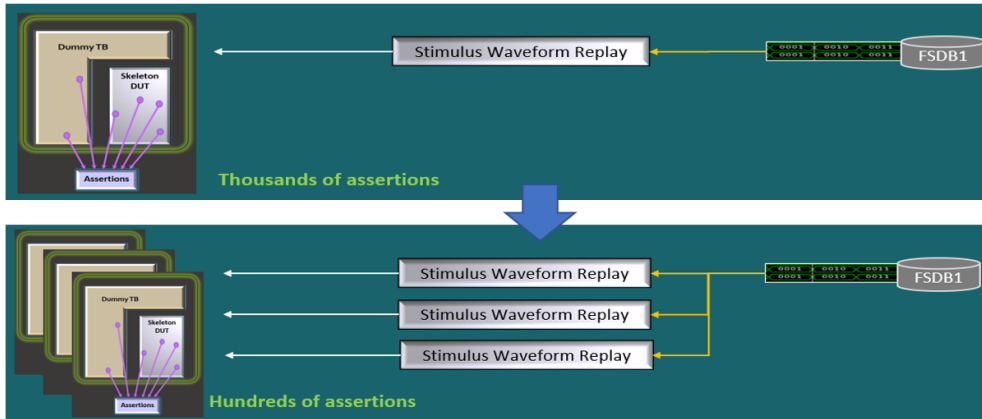 Dummy TB
Skeleton
DUT
Assertions
Stimulus Waveform Replay
0001 0010 0011
0001 0010 0011
FSDB1
Thousands of assertions
Dummy TB
Skeleton
DUT
Assertions
Stimulus Waveform Replay
Stimulus Waveform Replay
Stimulus Waveform Replay
0001 0010 0011
0001 0010 0011
FSDB1
Hundreds of assertions